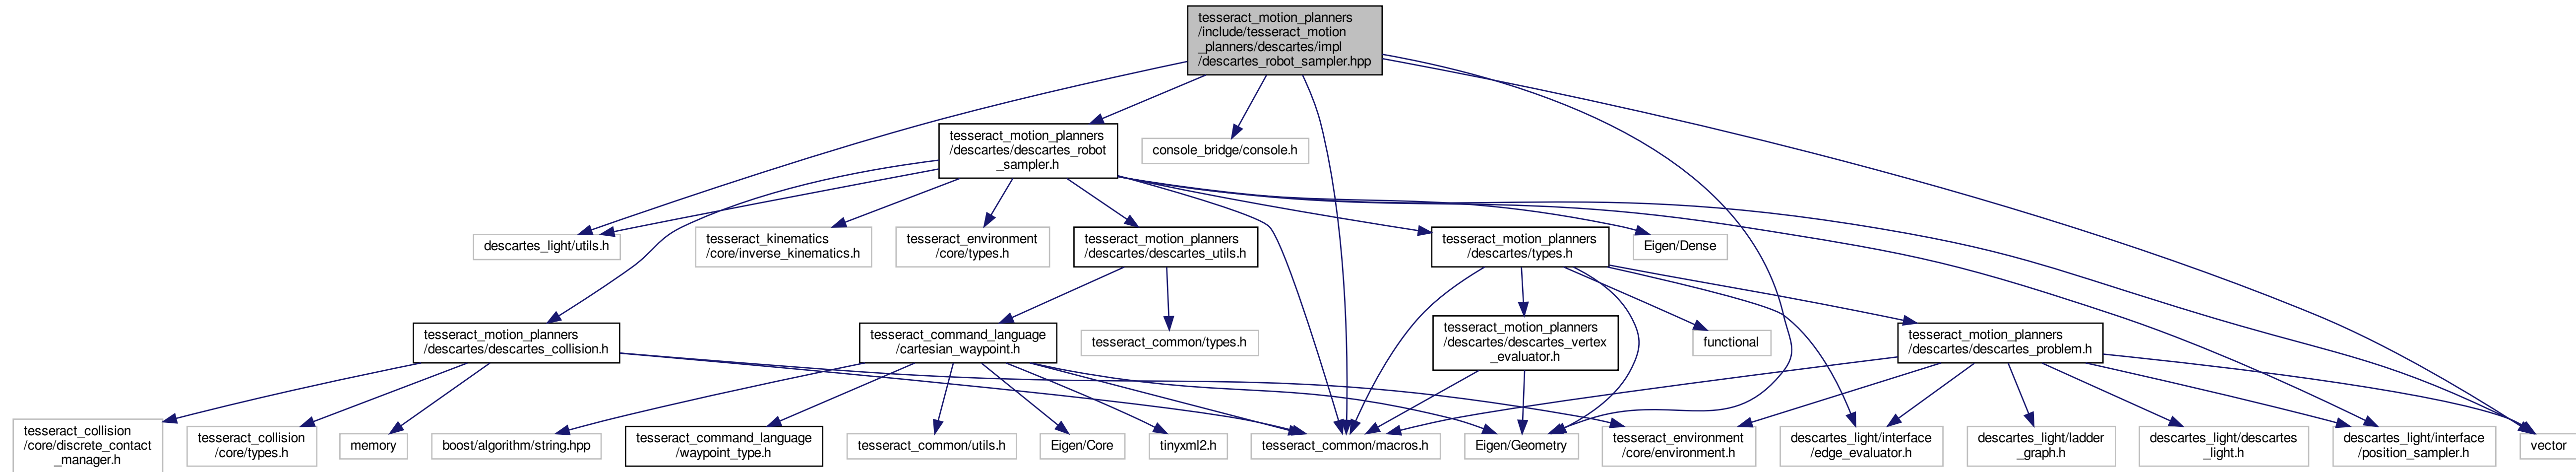 tesseract_motion_planners
/include/tesseract_motion
_planners/descartes/impl
/descartes_robot_sampler.hpp
tesseract_motion_planners
/descartes/descartes_robot
_sampler.h
console_bridge/console.h
descartes_light/utils.h
tesseract_kinematics
/core/inverse_kinematics.h
tesseract_environment
/core/types.h
tesseract_motion_planners
/descartes/descartes_utils.h
tesseract_motion_planners
/descartes/types.h
Eigen/Dense
tesseract_motion_planners
/descartes/descartes_collision.h
tesseract_command_language
/cartesian_waypoint.h
tesseract_common/types.h
tesseract_motion_planners
/descartes/descartes_vertex
_evaluator.h
functional
tesseract_motion_planners
/descartes/descartes_problem.h
tesseract_collision
/core/discrete_contact
_manager.h
tesseract_collision
/core/types.h
memory
boost/algorithm/string.hpp
tesseract_command_language
/waypoint_type.h
tesseract_common/utils.h
Eigen/Core
tinyxml2.h
tesseract_common/macros.h
Eigen/Geometry
tesseract_environment
/core/environment.h
descartes_light/interface
/edge_evaluator.h
descartes_light/ladder
_graph.h
descartes_light/descartes
_light.h
descartes_light/interface
/position_sampler.h
vector